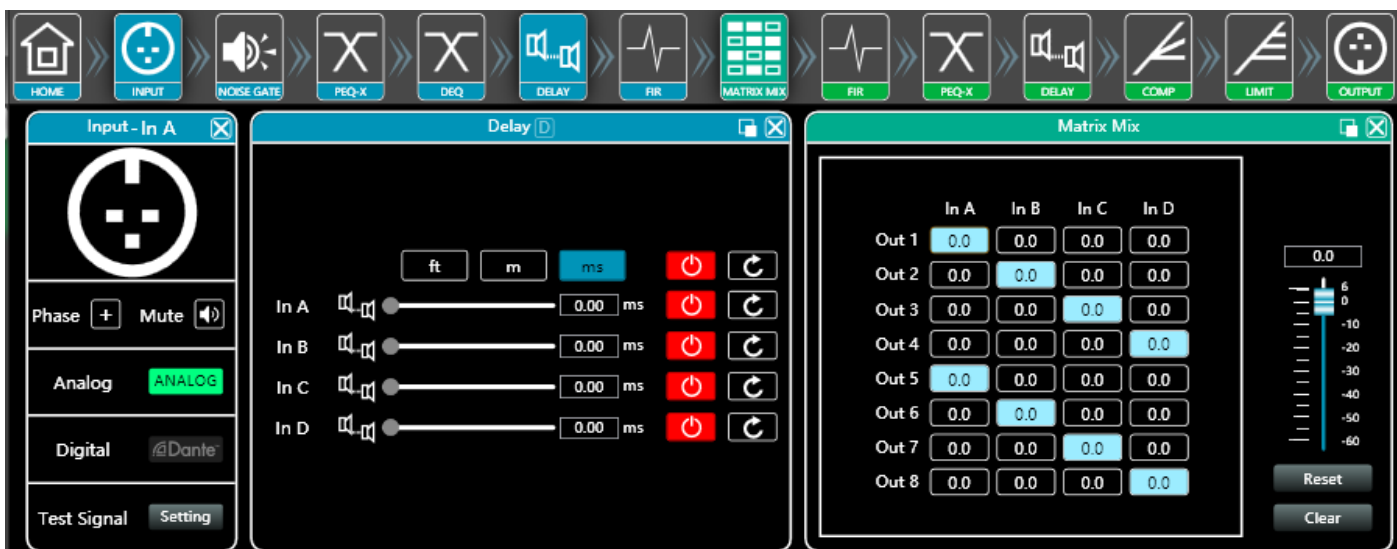 HOME INPUT NOISE GATE PEQ-X DEQ DELAY FIR MATRIX MIX FIR PEQ-X DELAY COMP LIMIT OUTPUT
Input - In A
Phase + Mute
Analog ANALOG
Digital Dante
Test Signal Setting
Delay D
ft m ms
In A 0.00 ms
In B 0.00 ms
In C 0.00 ms
In D 0.00 ms
Matrix Mix
In A In B In C In D
Out 1 0.0 0.0 0.0 0.0
Out 2 0.0 0.0 0.0 0.0
Out 3 0.0 0.0 0.0 0.0
Out 4 0.0 0.0 0.0 0.0
Out 5 0.0 0.0 0.0 0.0
Out 6 0.0 0.0 0.0 0.0
Out 7 0.0 0.0 0.0 0.0
Out 8 0.0 0.0 0.0 0.0
0.0
6
0
-10
-20
-30
-40
-50
-60
Reset
Clear